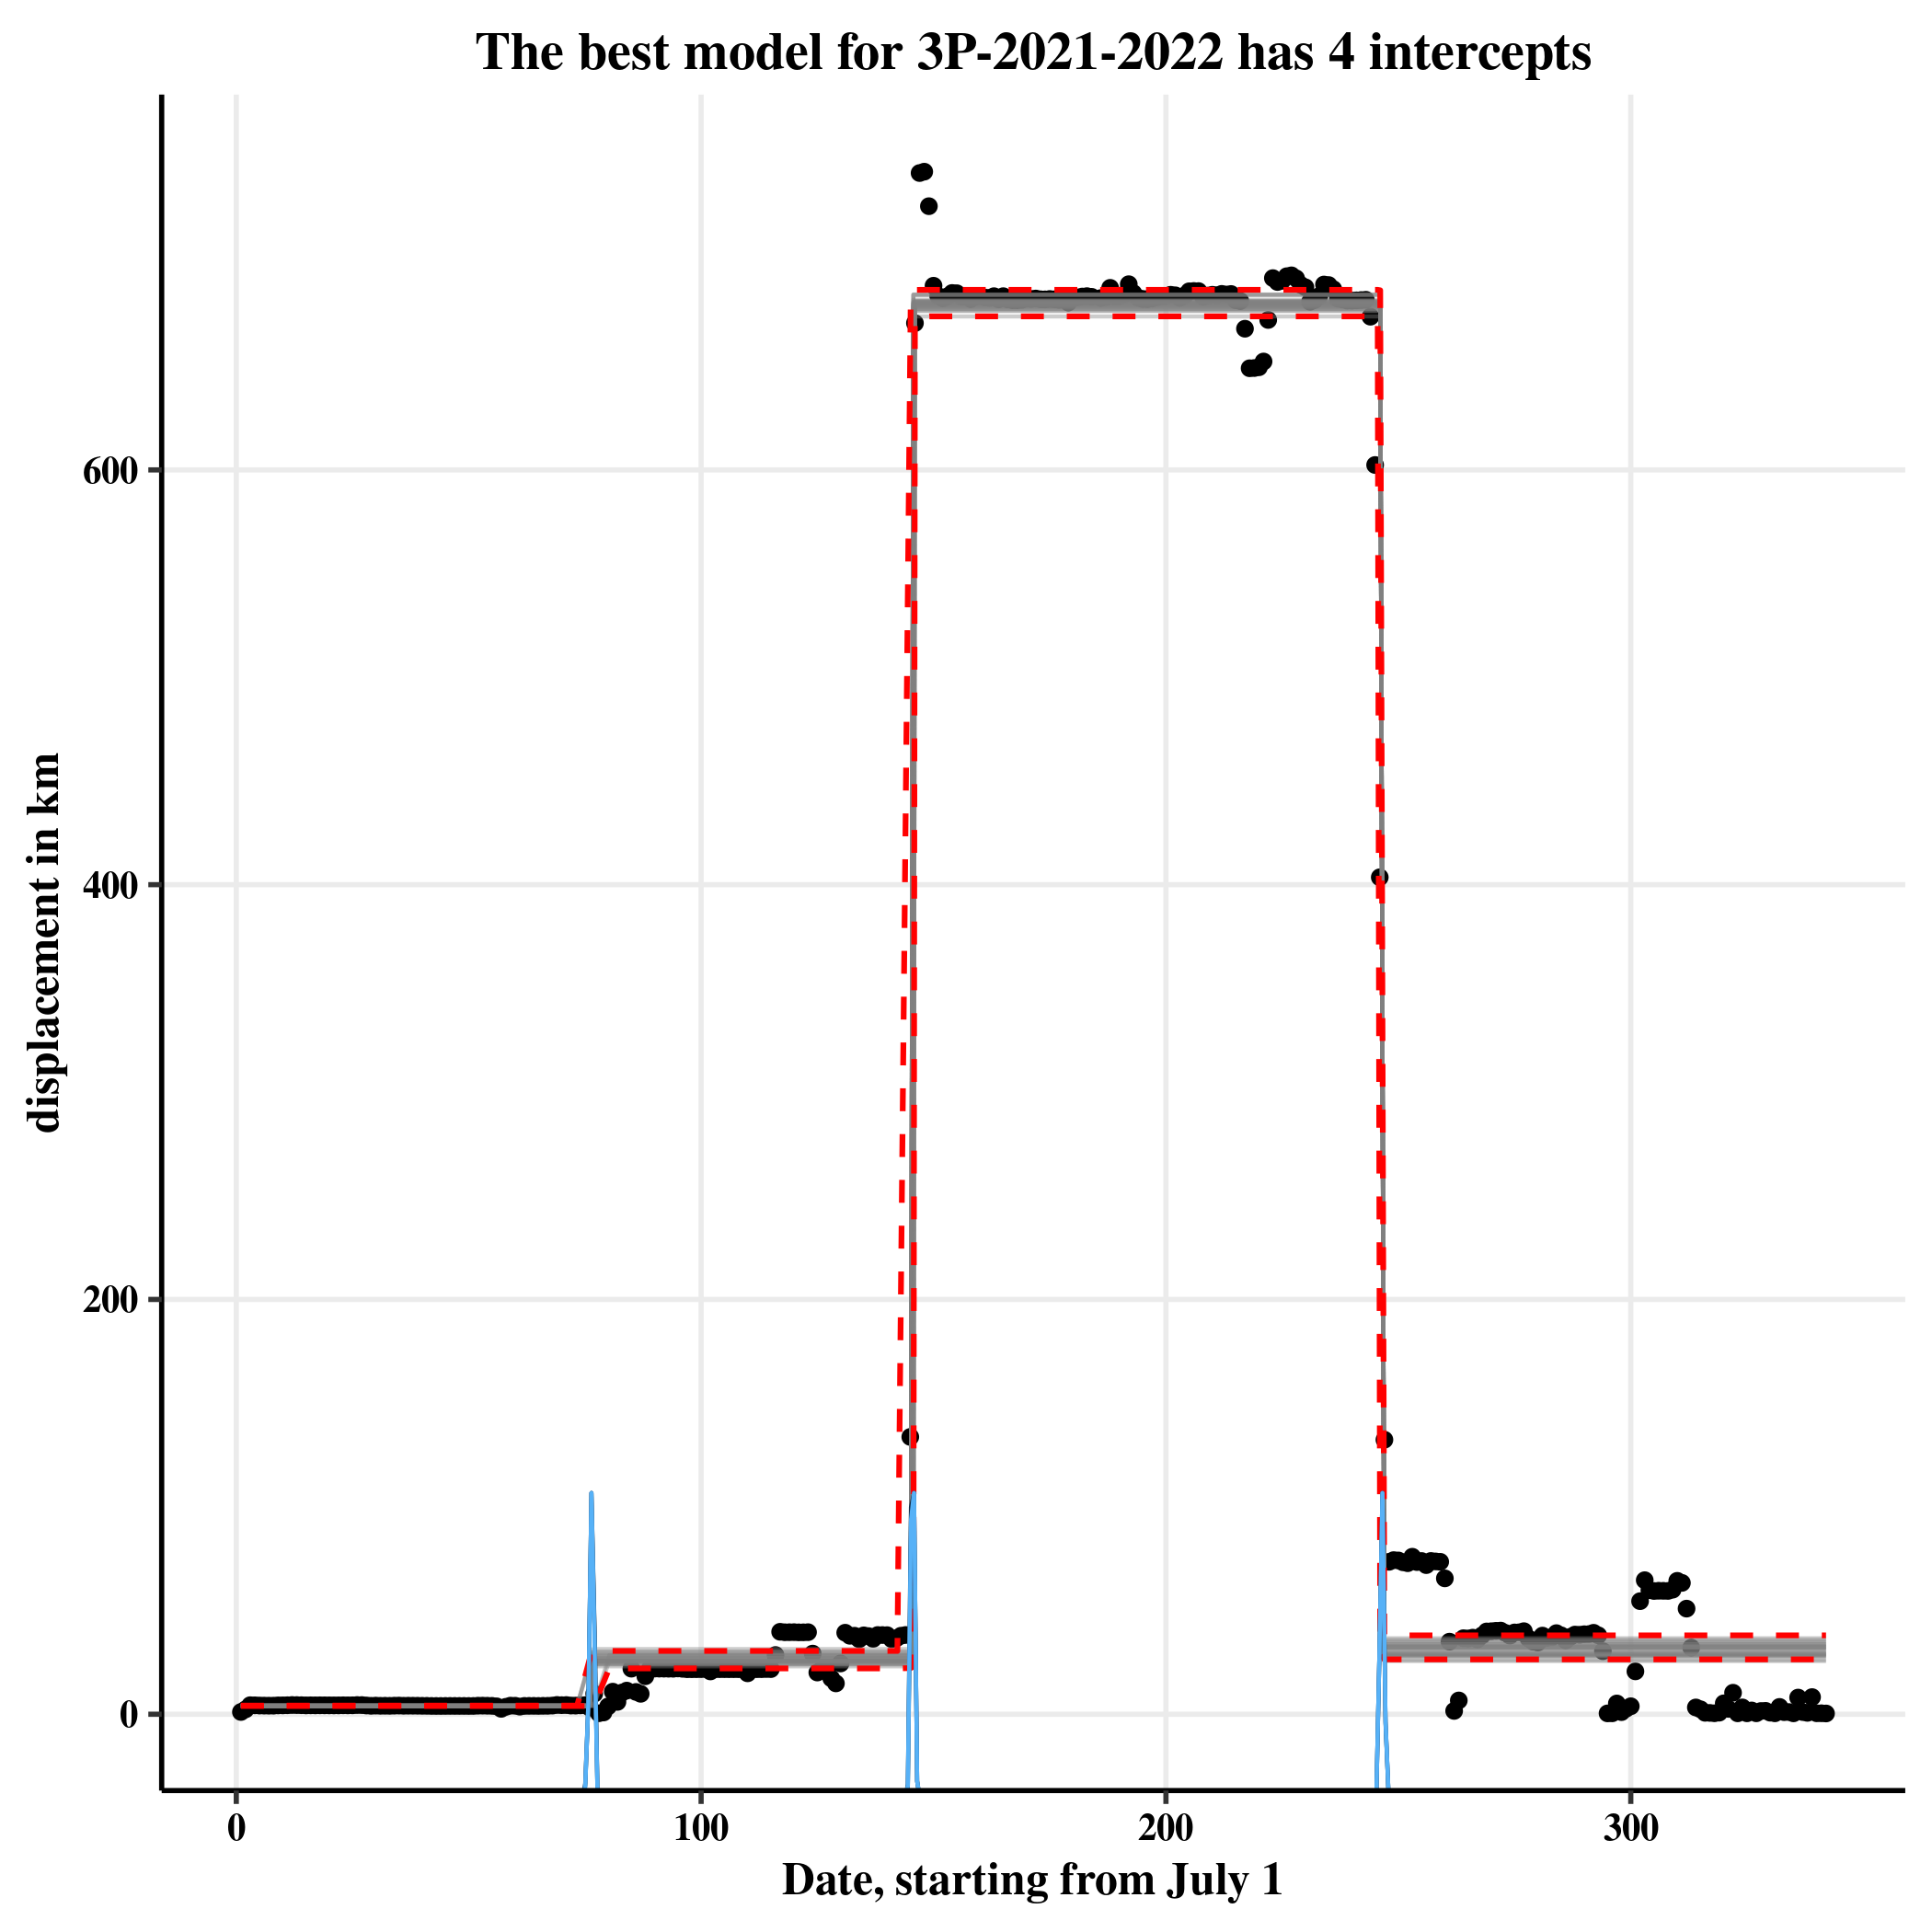 The best model for 3P-2021-2022 has 4 intercepts
displacement in km
600
400
200
0
0 100 200 300
Date, starting from July 1